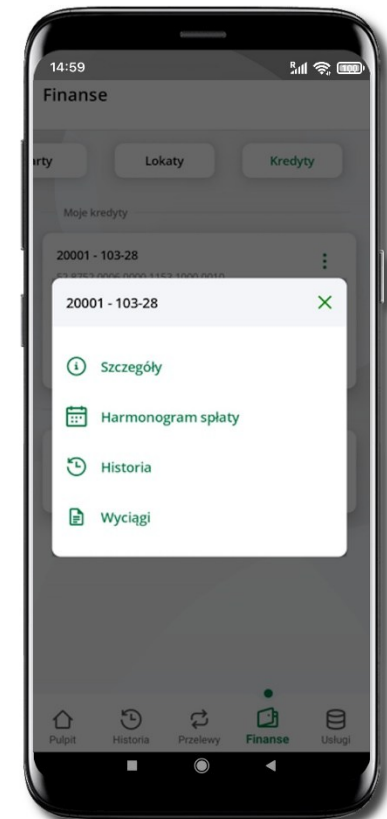 14:59
R
100
Finanse
arty Lokaty Kredyty
Moje kredyty
20001 - 103-28
20001 - 103-28
Szczegóły
Harmonogram spłaty
Historia
Wyciągi
Pulpit Historia Przelewy Finanse Usługi